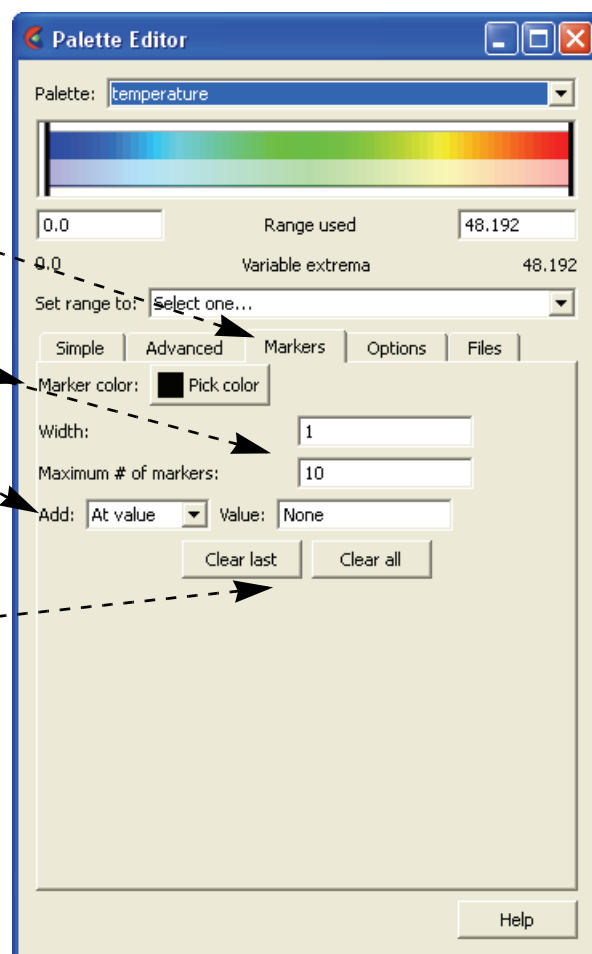 Palette Editor
Palette: temperature
0.0 Range used 48.192
0.0 Variable extrema 48.192
Set range to: Select one...
Simple Advanced Markers Options Files
Marker color: Pick color
Width: 1
Maximum # of markers: 10
Add: At value Value: None
Clear last Clear all
Help